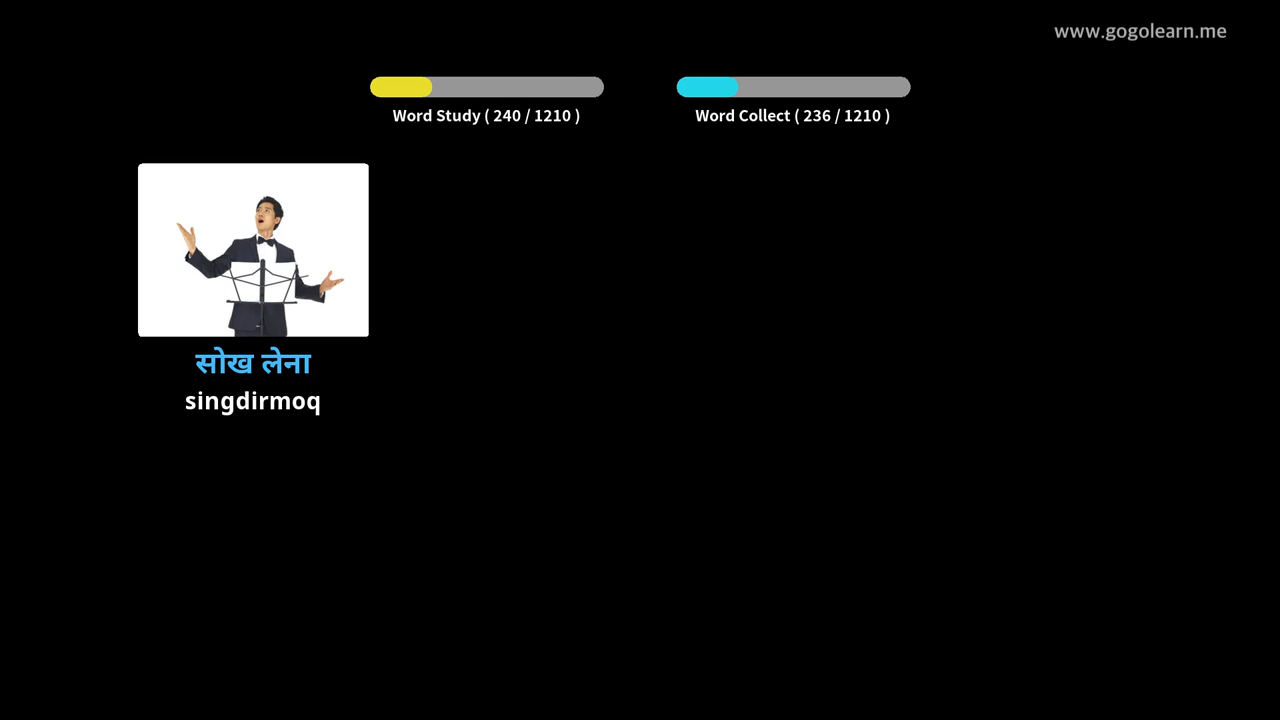 www.gogolearn.me
Word Study ( 240 / 1210 )
Word Collect ( 236 / 1210 )
सोख लेना
singdirmoq